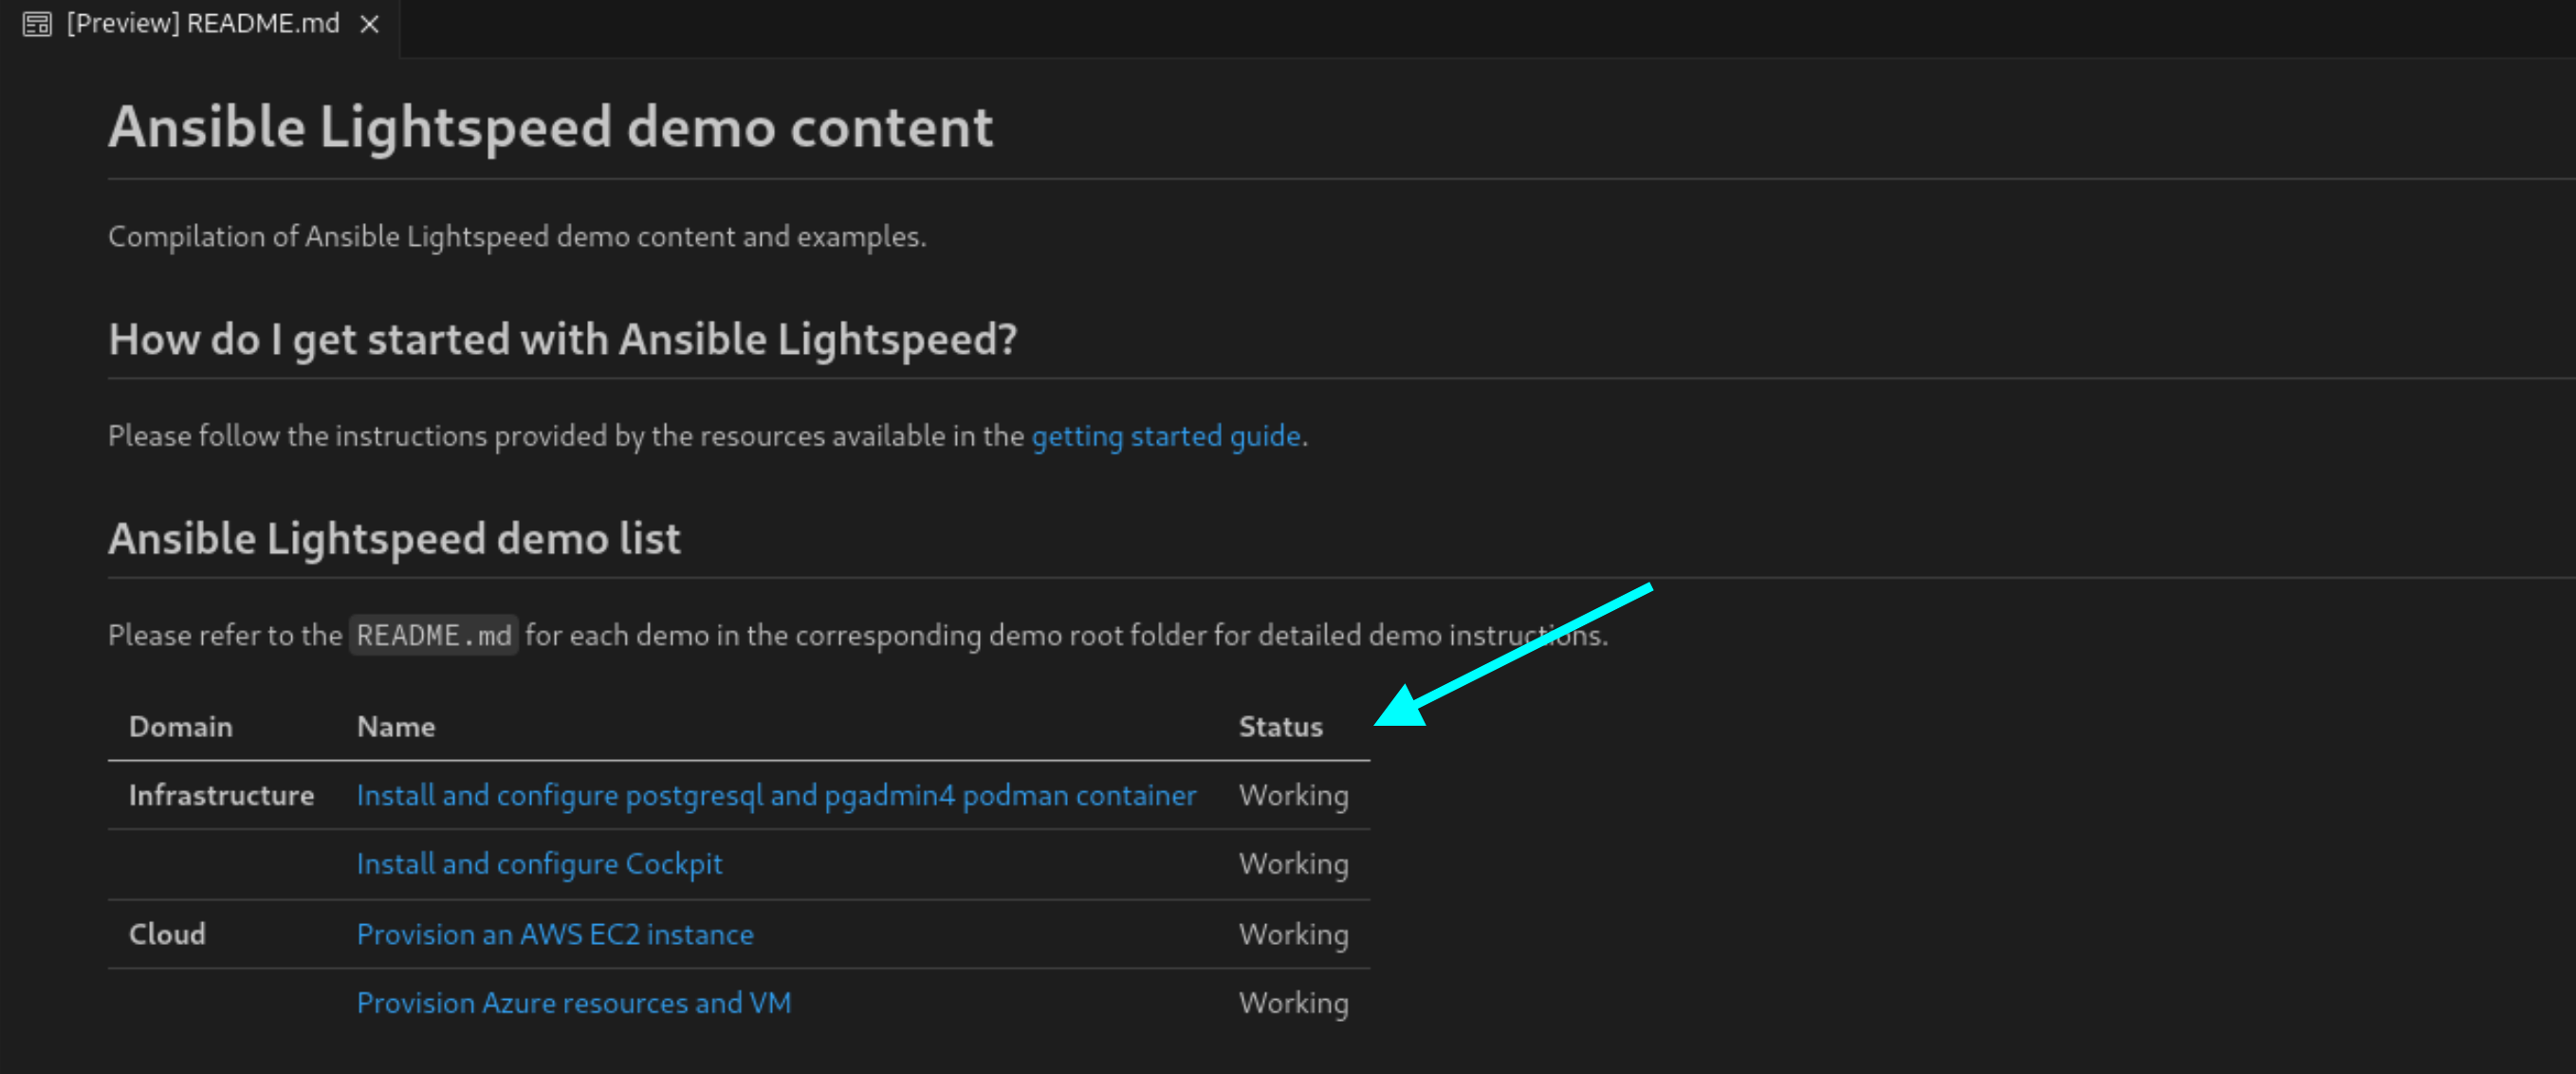 [Preview] README.md
Ansible Lightspeed demo content
Compilation of Ansible Lightspeed demo content and examples.
How do I get started with Ansible Lightspeed?
Please follow the instructions provided by the resources available in the getting started guide.
Ansible Lightspeed demo list
Please refer to the README.md for each demo in the corresponding demo root folder for detailed demo instructions.
Domain Name Status
Infrastructure Install and configure postgresql and pgadmin4 podman container Working
Install and configure Cockpit Working
Cloud Provision an AWS EC2 instance Working
Provision Azure resources and VM Working